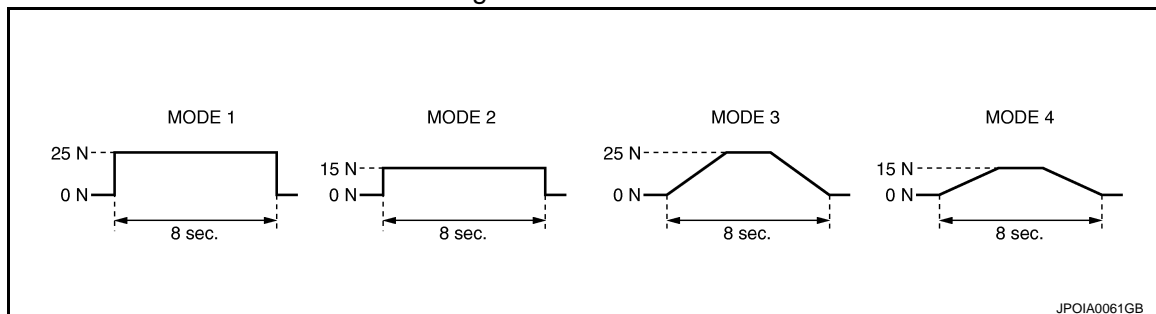 MODE 1
25 N
0 N
8 sec.
MODE 2
15 N
0 N
8 sec.
MODE 3
25 N
0 N
8 sec.
MODE 4
15 N
0 N
8 sec.
JPOIA0061GB